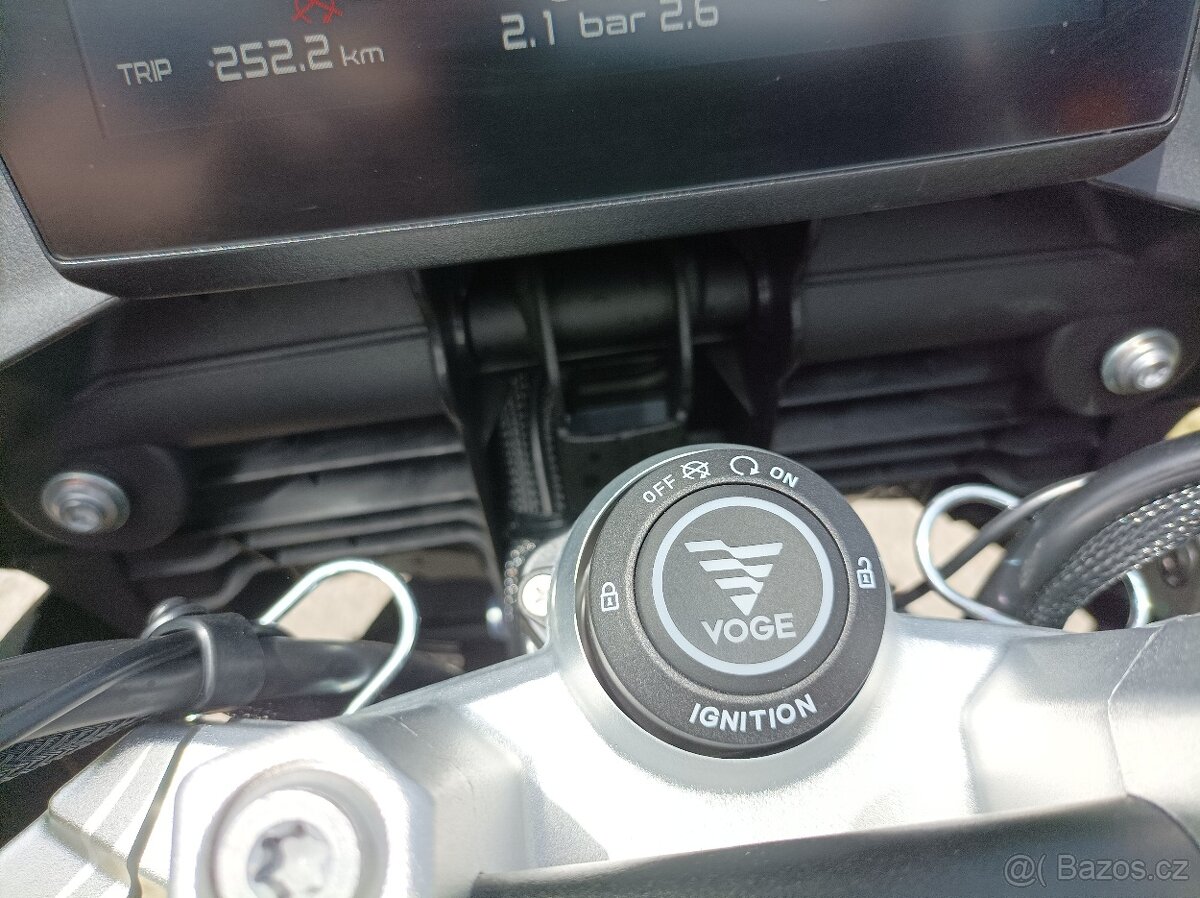 2.1 bar 2.6
TRIP 252.2 km
OFF ON
VOGE
IGNITION
@( Bazos.cz